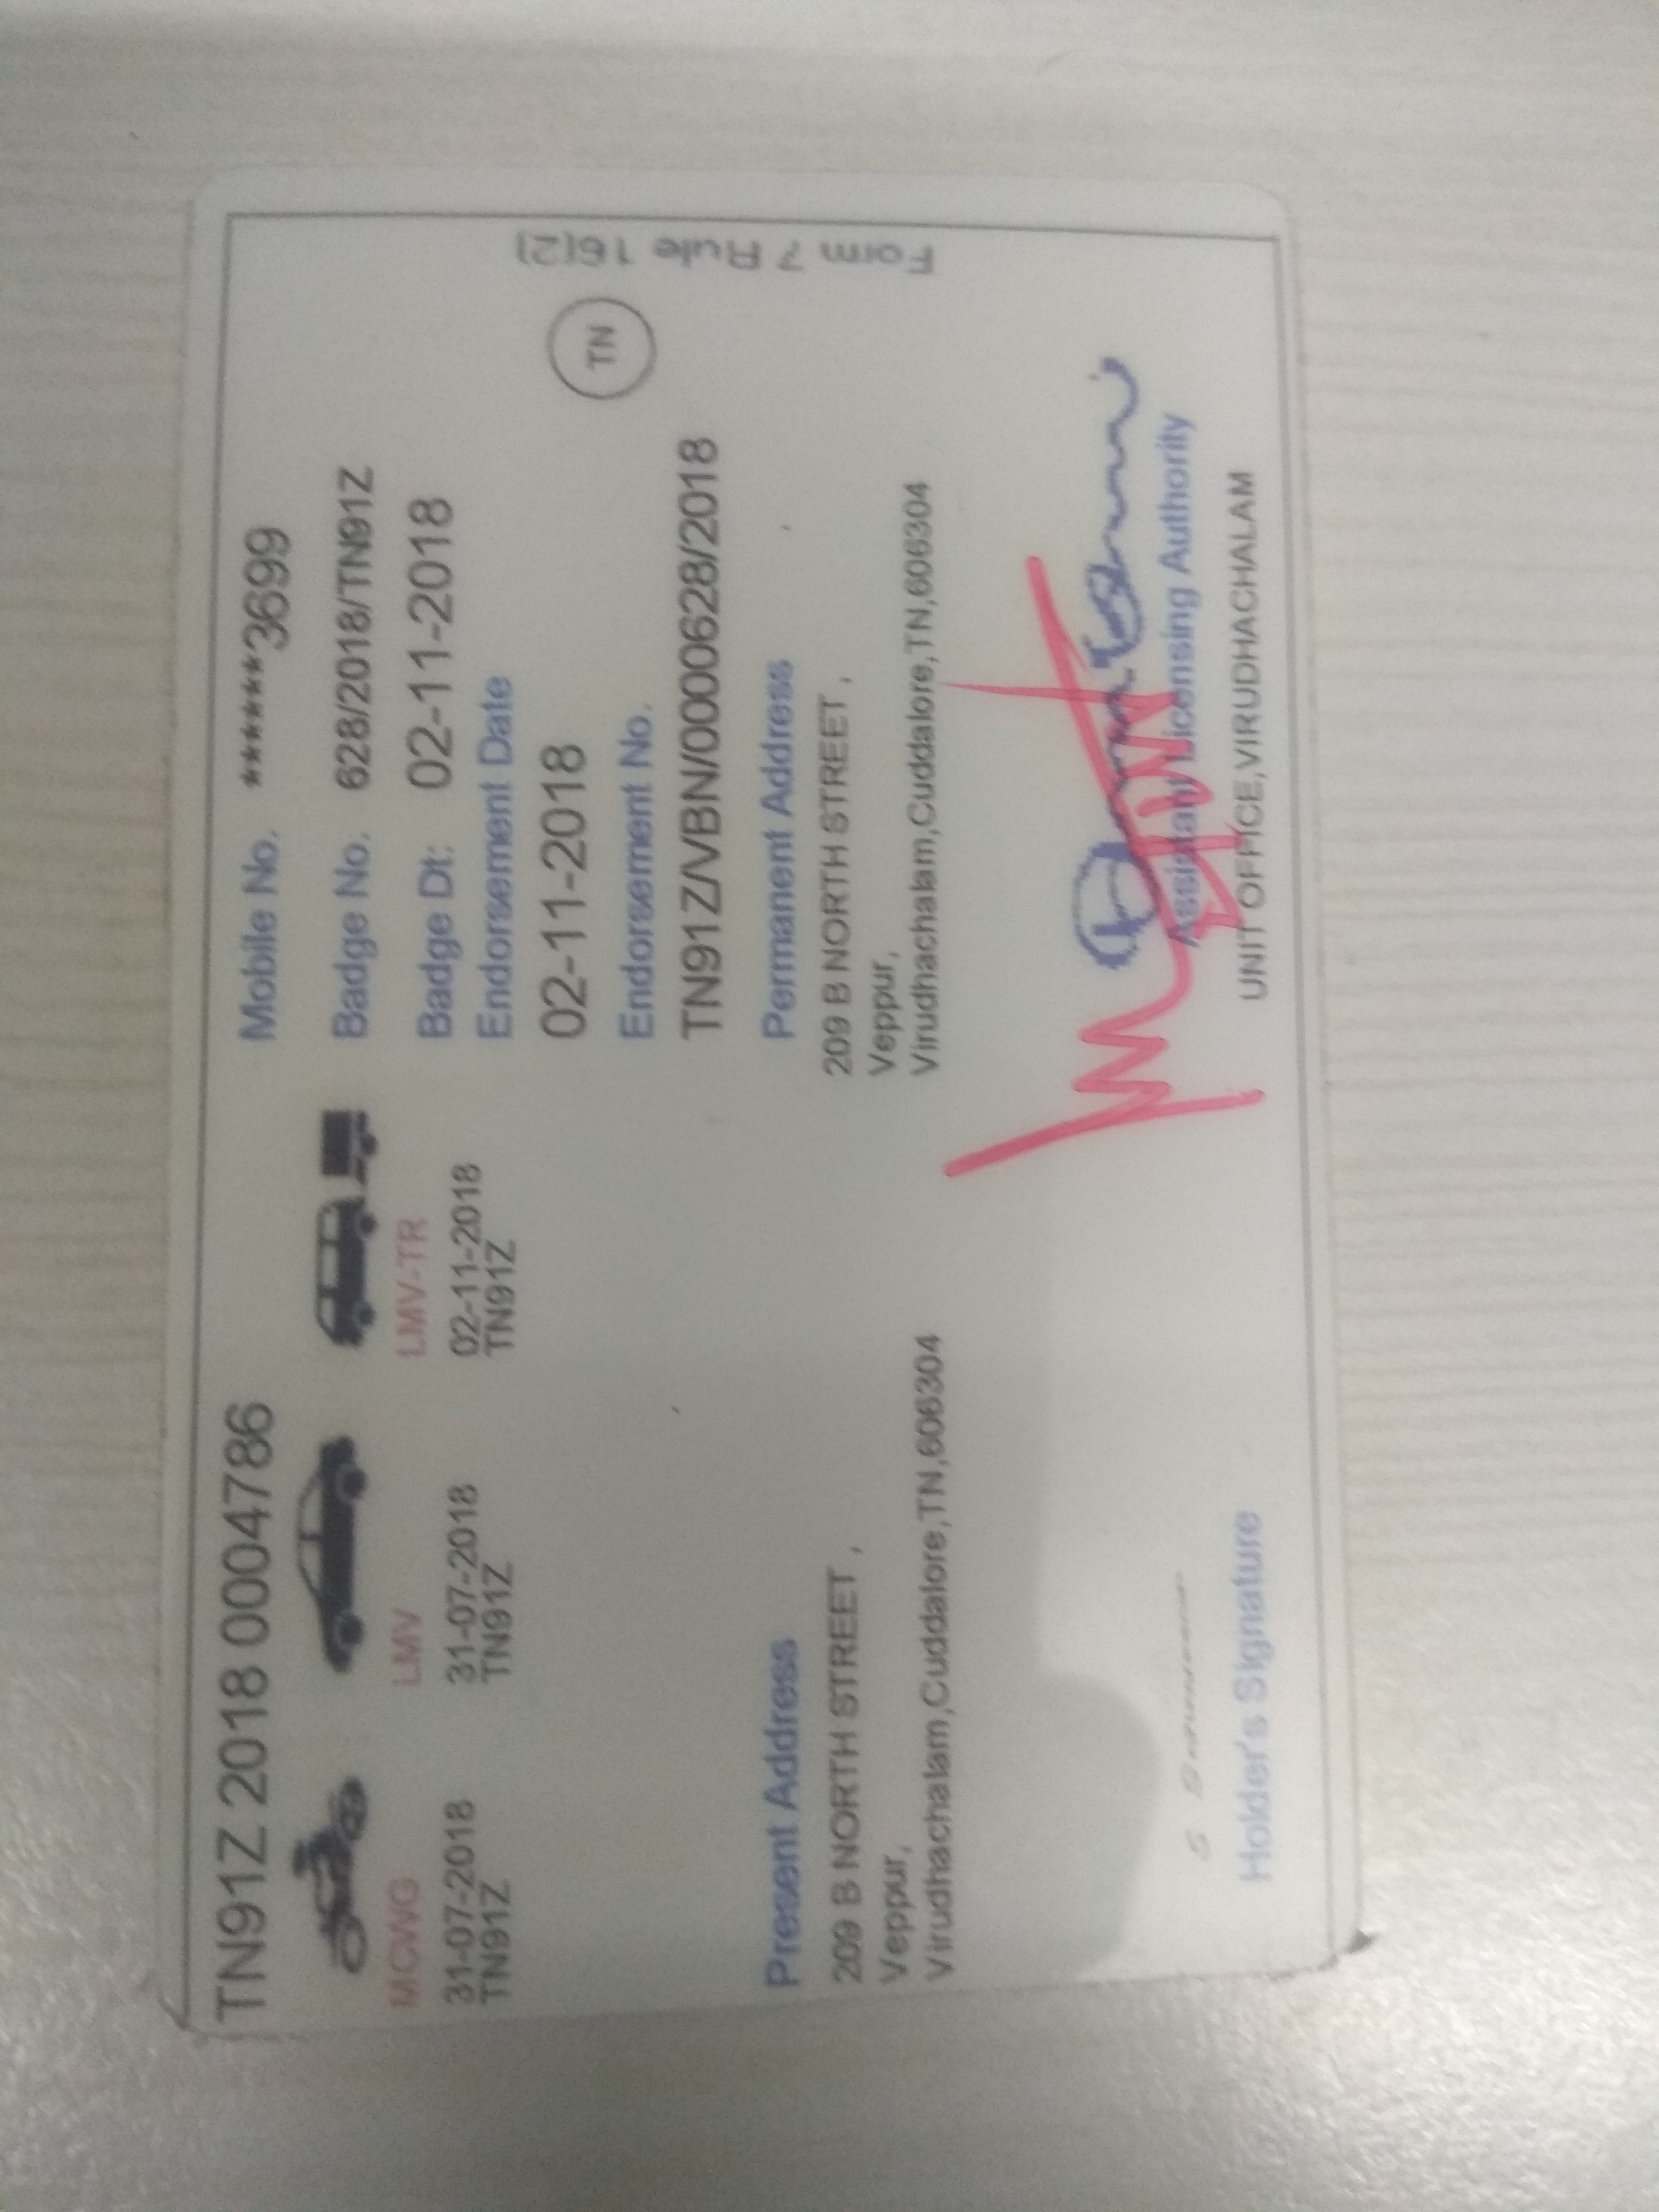 TN91Z 2018 0004786
Mobile No. ******3699
MCWG LMV LMV-TR
31-07-2018 31-07-2018 02-11-2018
TN91Z TN91Z TN91Z
Badge No. 628/2018/TN91Z
Badge Dt: 02-11-2018
Endorsement Date
02-11-2018
TN
Endorsement No.
TN91Z/VBN/0000628/2018
Form 7 Rule 16(2)
Present Address
209 B NORTH STREET ,
Veppur,
Virudhachalam,Cuddalore,TN,606304
Permanent Address
209 B NORTH STREET ,
Veppur,
Virudhachalam,Cuddalore,TN,606304
Holder's Signature
Assistant Licensing Authority
UNIT OFFICE,VIRUDHACHALAM